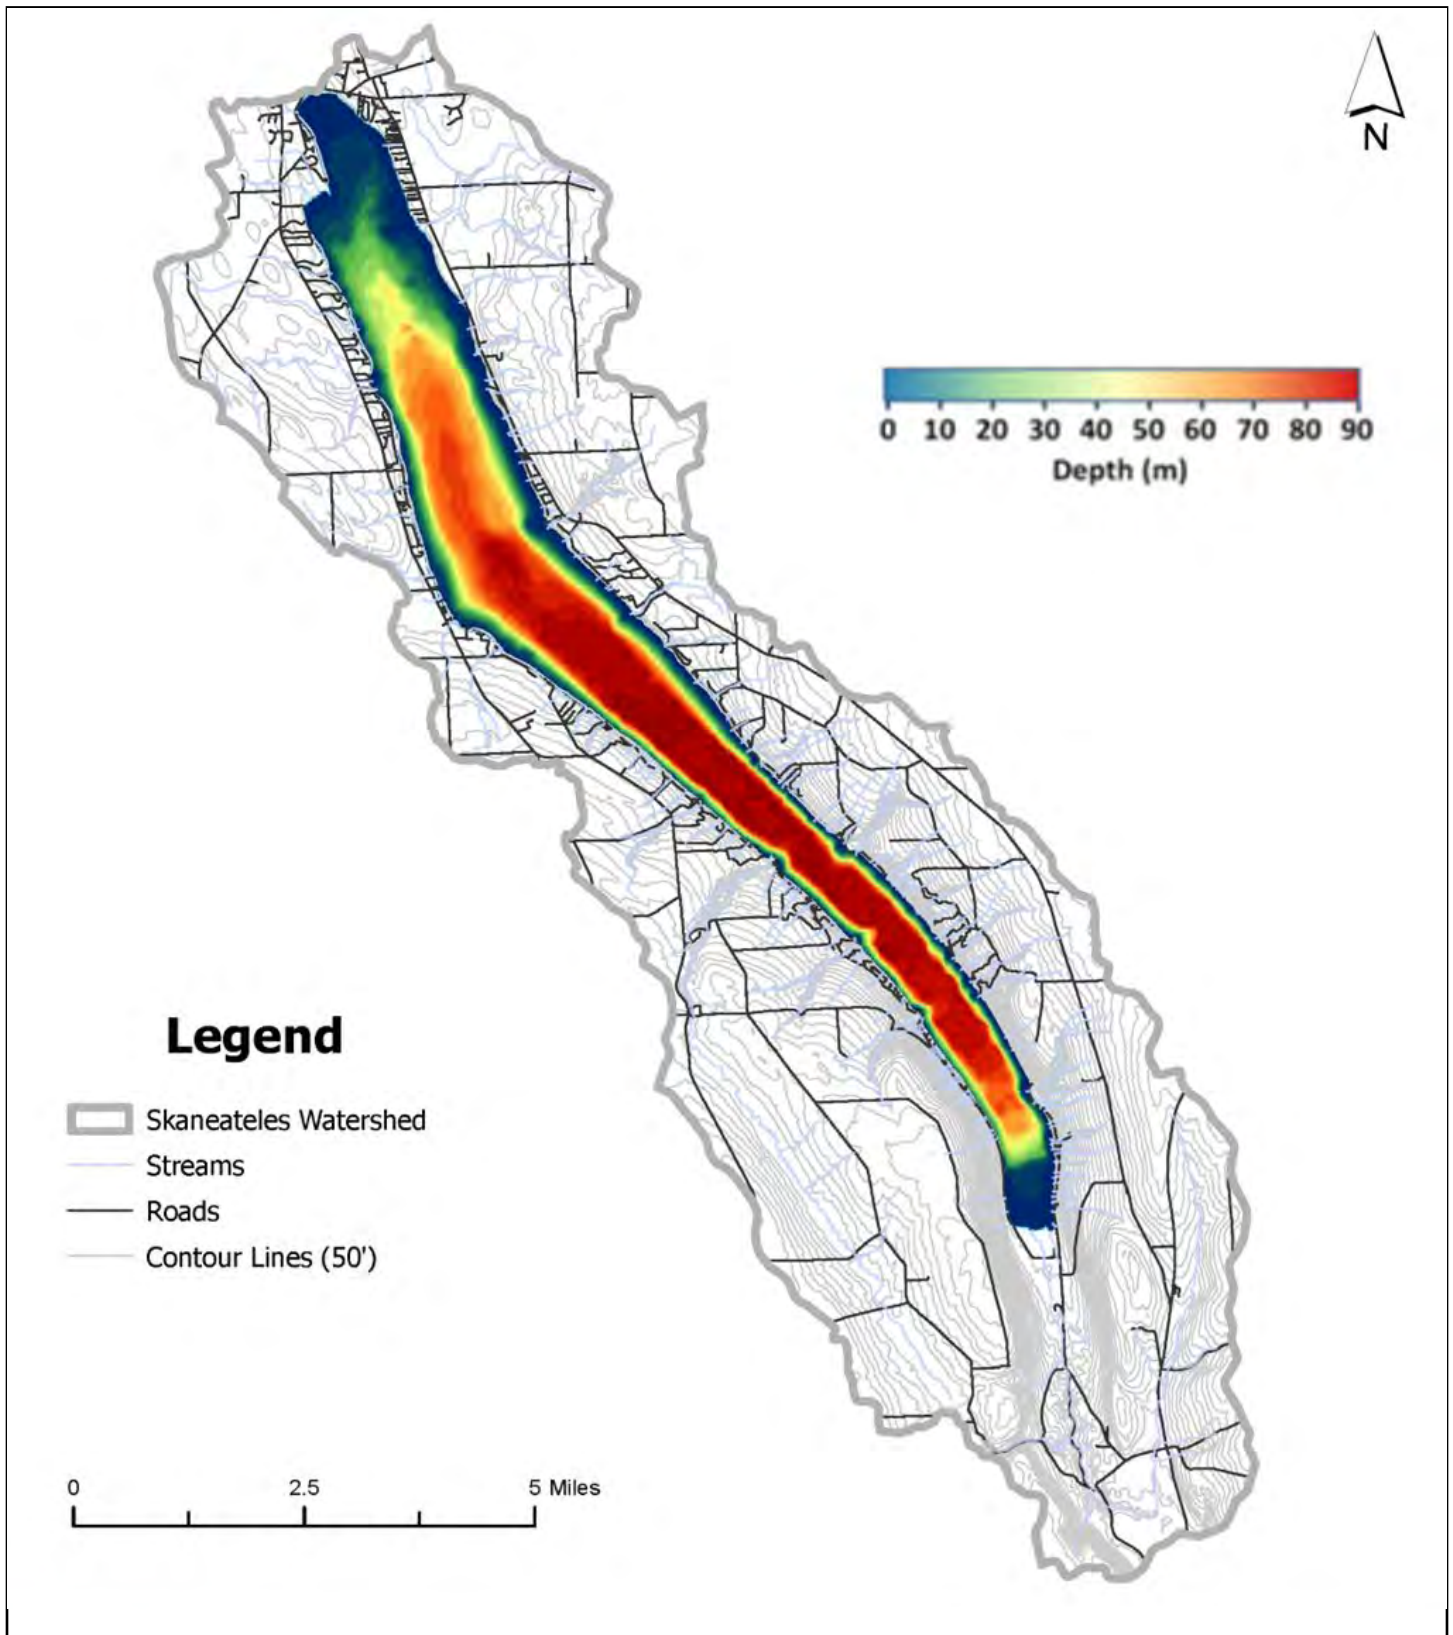 N
0 10 20 30 40 50 60 70 80 90
Depth (m)
Legend
Skaneateles Watershed
Streams
Roads
Contour Lines (50')
0 2.5 5 Miles